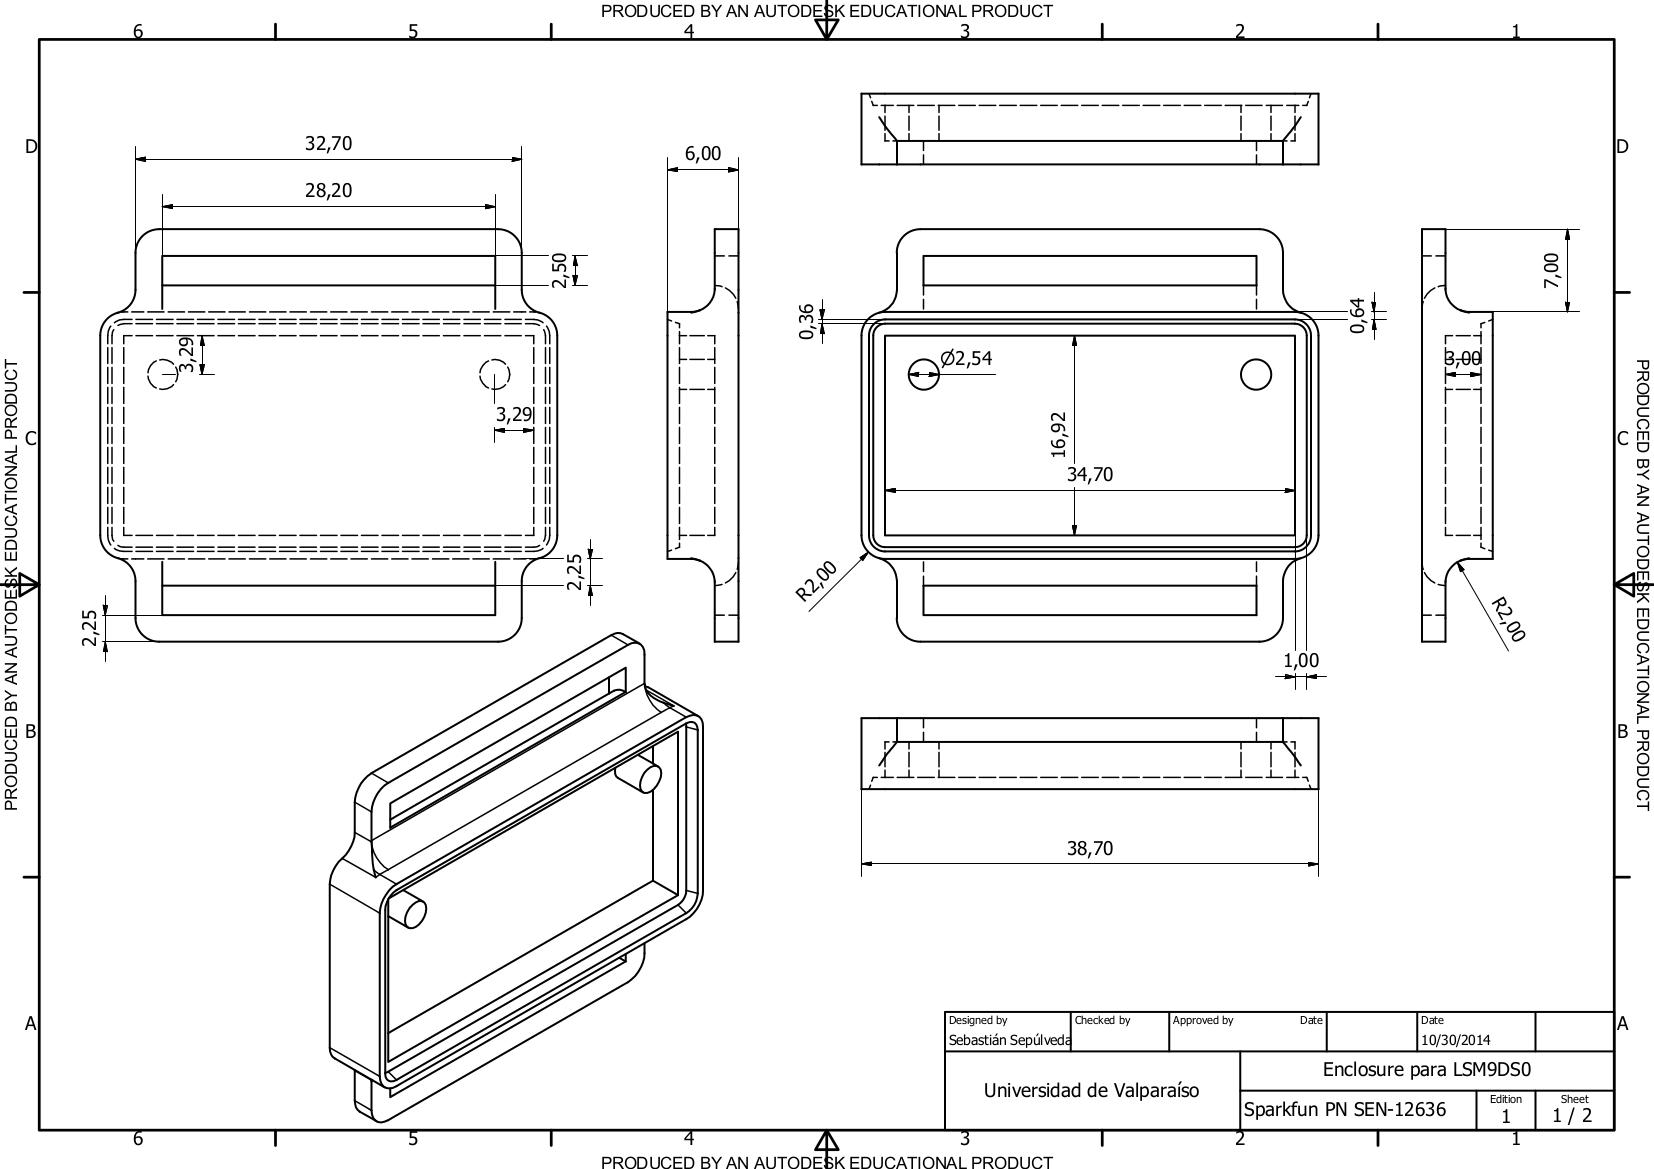 PRODUCED BY AN AUTODESK EDUCATIONAL PRODUCT
6 5 4 3 2 1
D
D
32,70
28,20
6,00
2,50
7,00
0,36
0,64
3,29
Ø2,54
3,00
3,29
16,92
34,70
C
C
2,25
2,25
R2,00
R2,00
1,00
B
B
38,70
A
A
Designed by
Sebastián Sepúlveda
Checked by
Approved by
Date
Date
10/30/2014
Universidad de Valparaíso
Enclosure para LSM9DS0
Sparkfun PN SEN-12636
Edition
1
Sheet
1 / 2
6 5 4 3 2 1
PRODUCED BY AN AUTODESK EDUCATIONAL PRODUCT
PRODUCED BY AN AUTODESK EDUCATIONAL PRODUCT
PRODUCED BY AN AUTODESK EDUCATIONAL PRODUCT